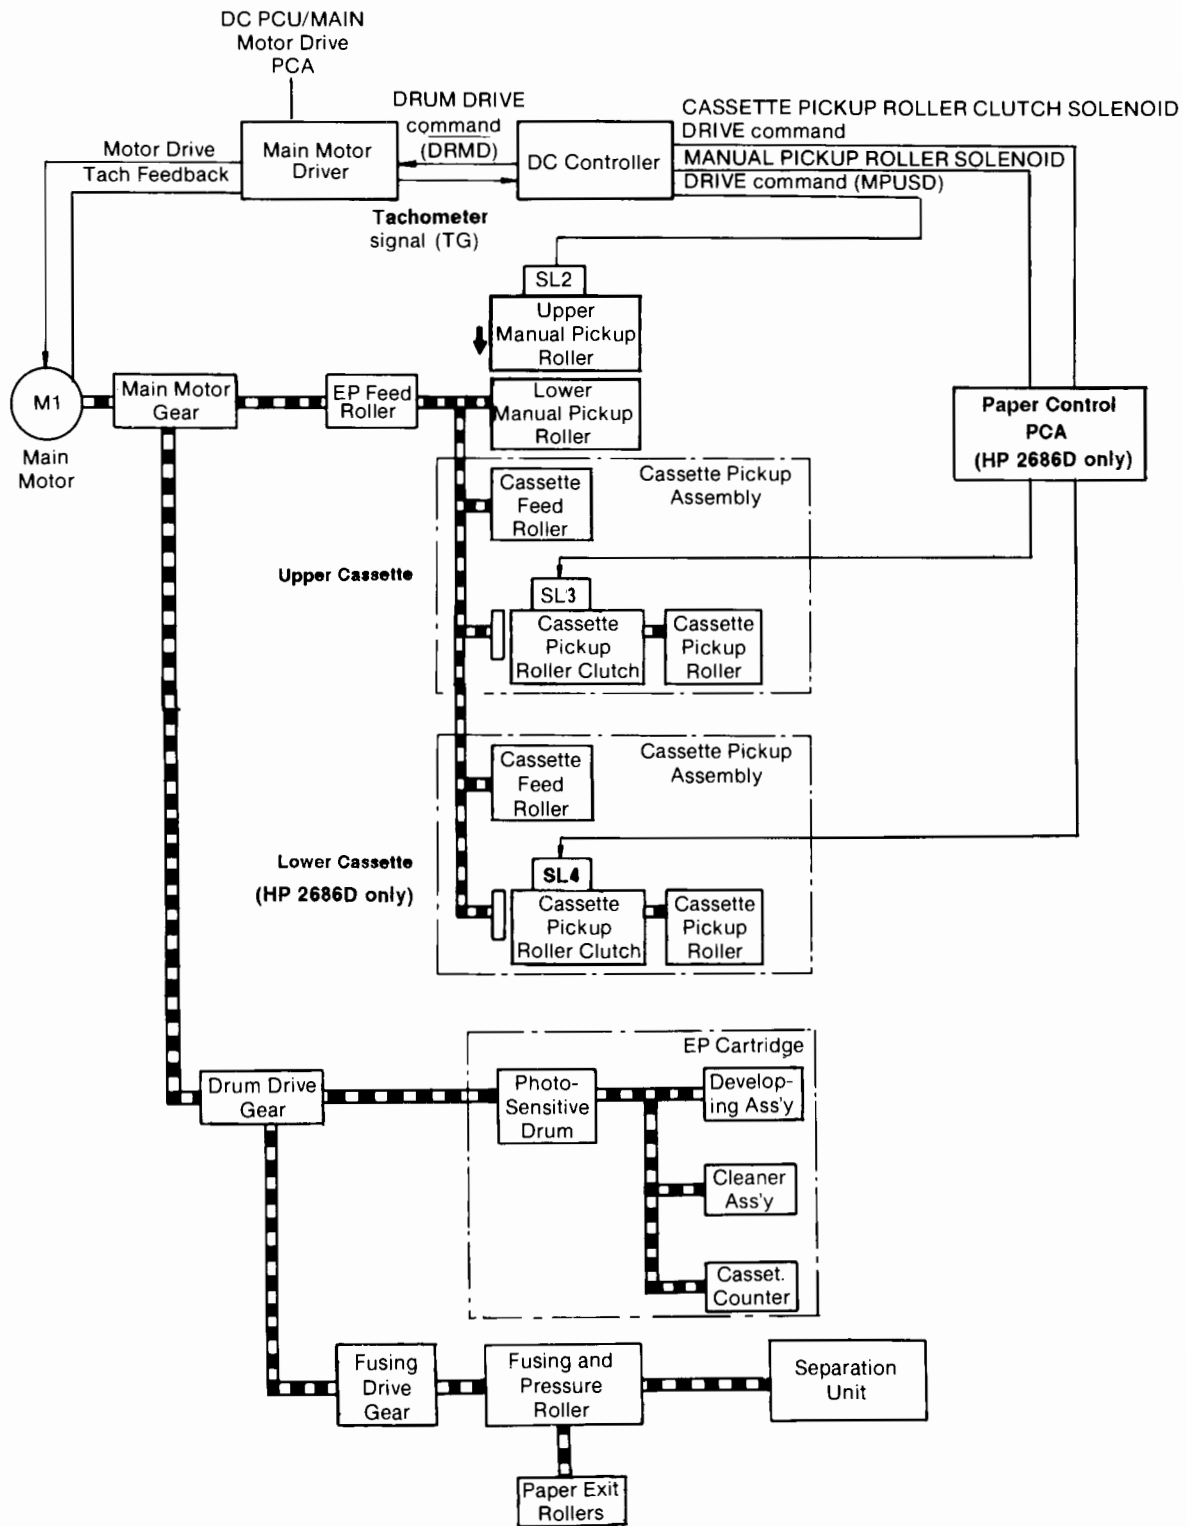 DC PCU/MAIN
Motor Drive
PCA
DRUM DRIVE
command
(DRMD)
CASSETTE PICKUP ROLLER CLUTCH SOLENOID
DRIVE command
MANUAL PICKUP ROLLER SOLENOID
DRIVE command (MPUSD)
Motor Drive
Tach Feedback
Main Motor
Driver
DC Controller
Tachometer
signal (TG)
SL2
Upper
Manual Pickup
Roller
M1
Main
Motor
Main Motor
Gear
EP Feed
Roller
Lower
Manual Pickup
Roller
Paper Control
PCA
(HP 2686D only)
Cassette Pickup
Assembly
Cassette
Feed
Roller
Upper Cassette
SL3
Cassette
Pickup
Roller Clutch
Cassette
Pickup
Roller
Cassette Pickup
Assembly
Cassette
Feed
Roller
Lower Cassette
(HP 2686D only)
SL4
Cassette
Pickup
Roller Clutch
Cassette
Pickup
Roller
EP Cartridge
Drum Drive
Gear
Photo-
Sensitive
Drum
Develop-
ing Ass'y
Cleaner
Ass'y
Casset.
Counter
Fusing
Drive
Gear
Fusing and
Pressure
Roller
Separation
Unit
Paper Exit
Rollers